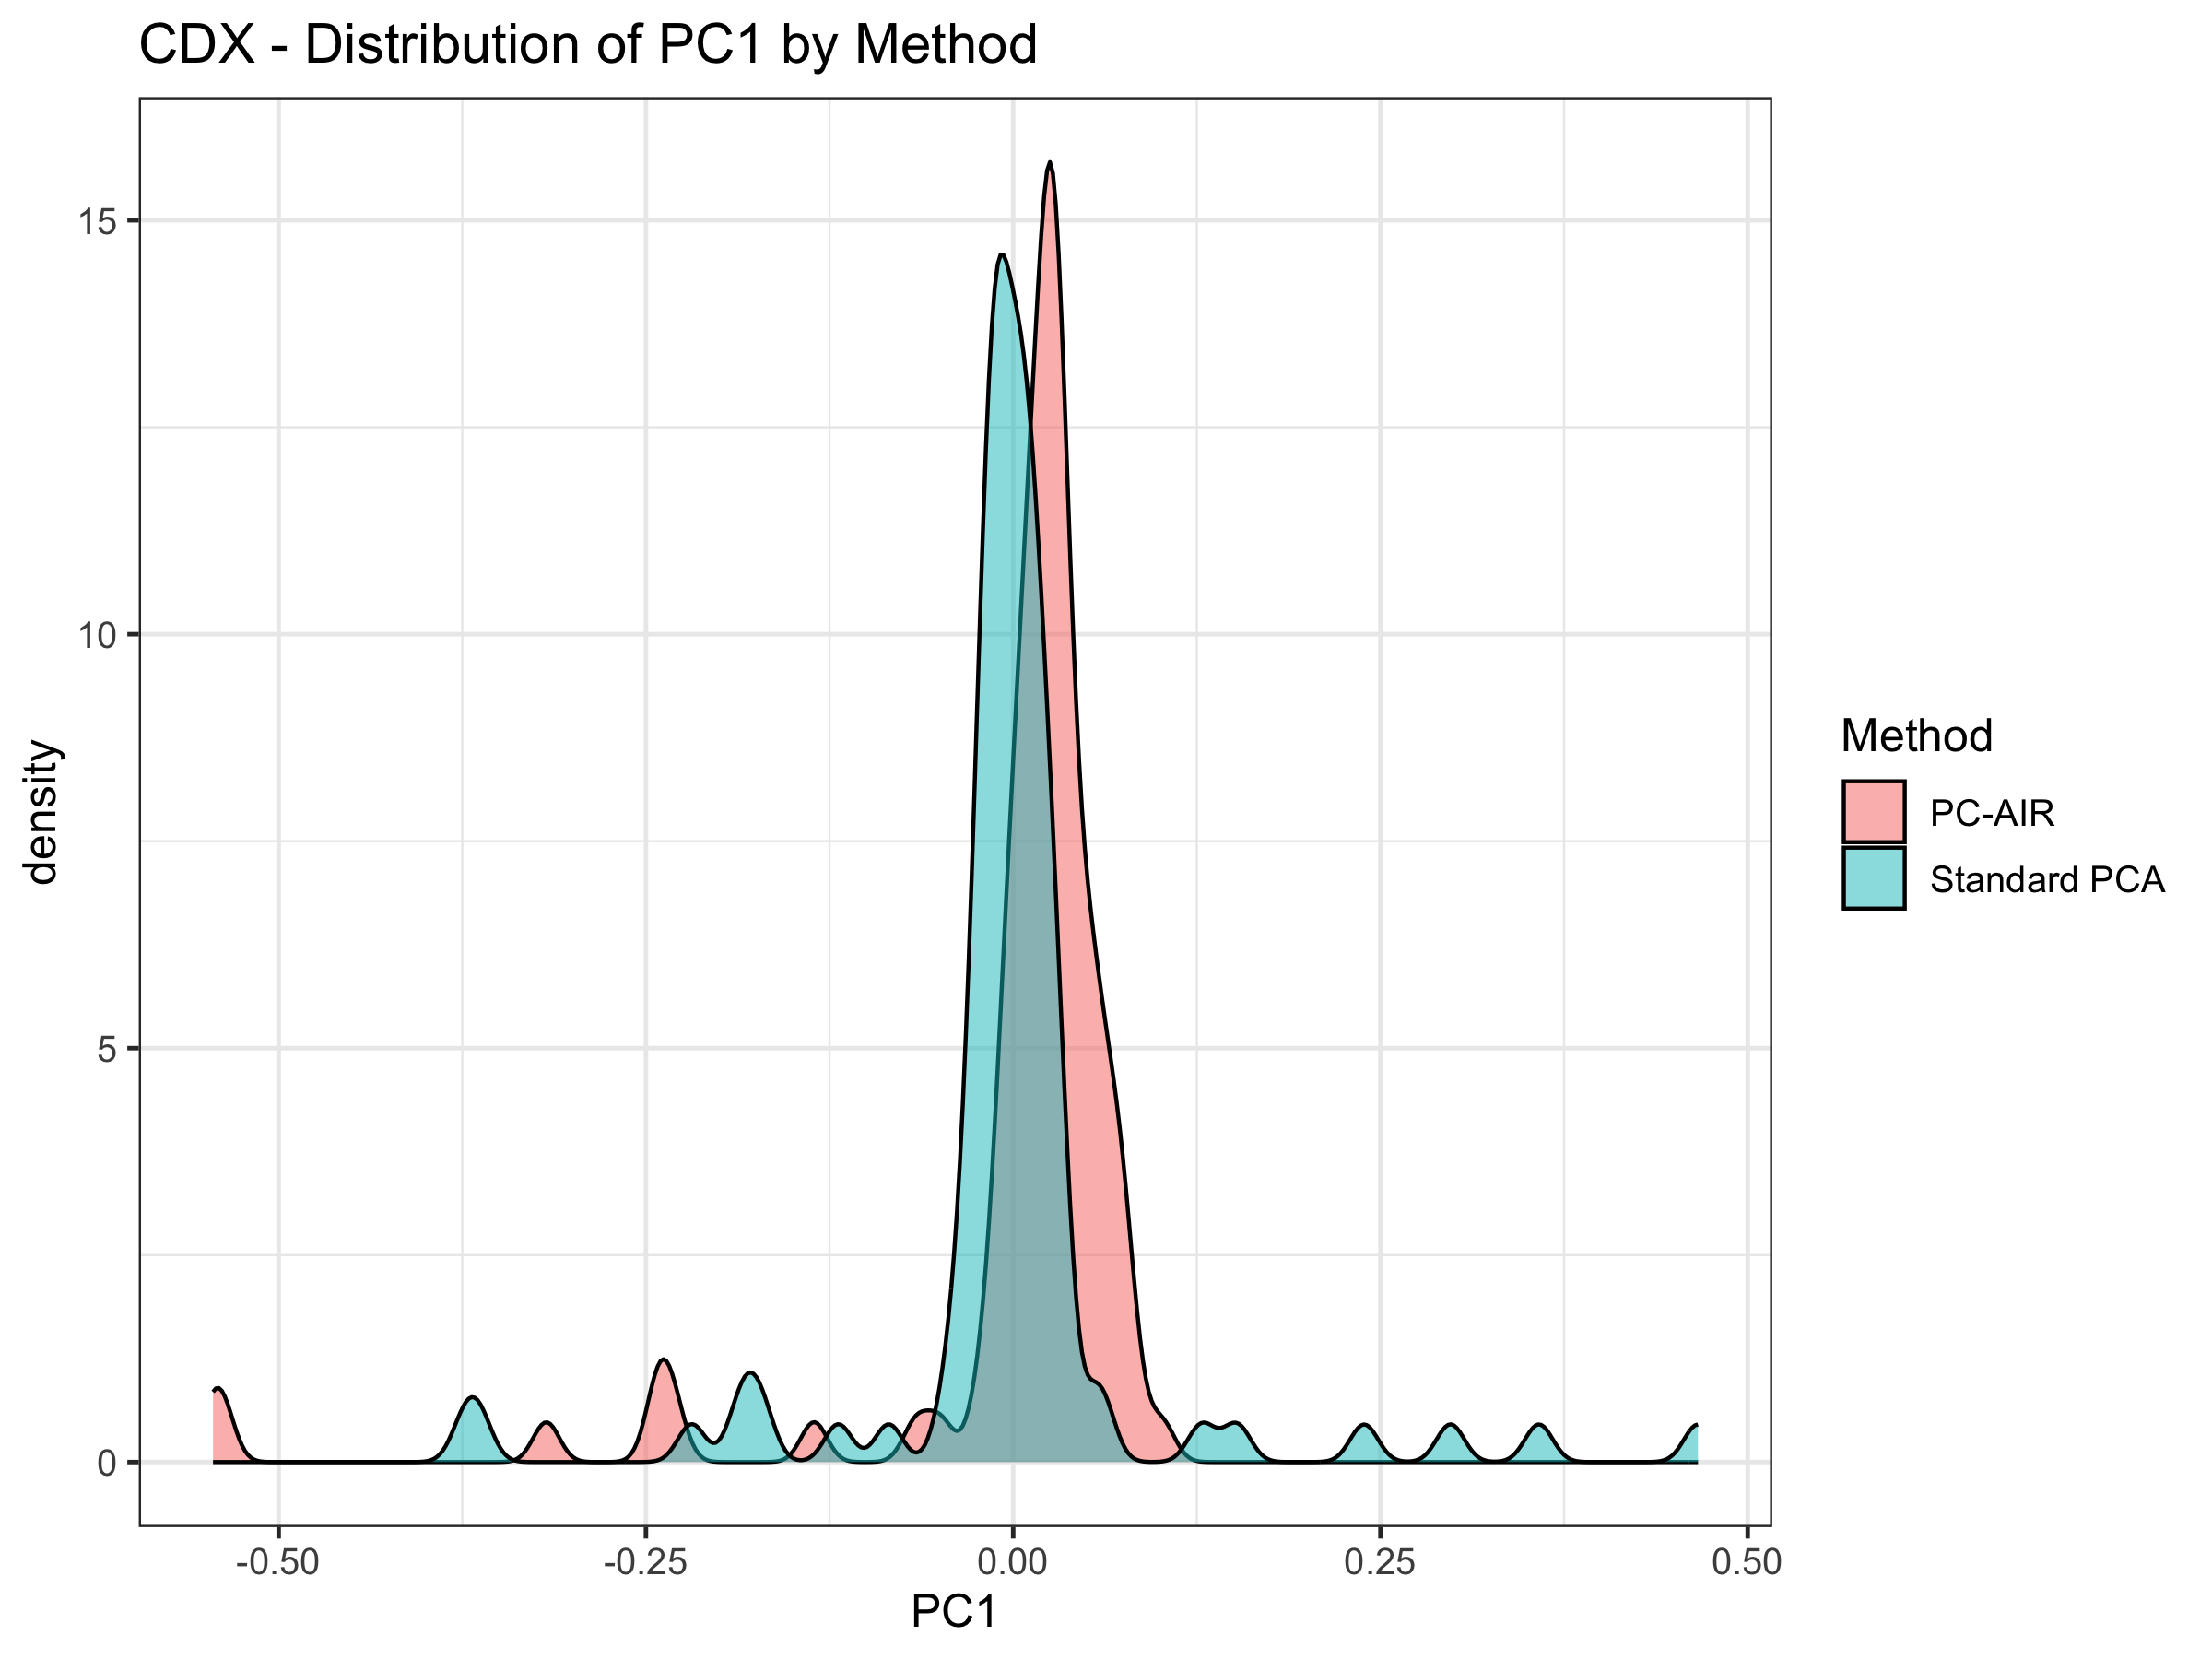 CDX - Distribution of PC1 by Method
15
10
5
0
density
-0.50
-0.25
0.00
0.25
0.50
PC1
Method
PC-AIR
Standard PCA